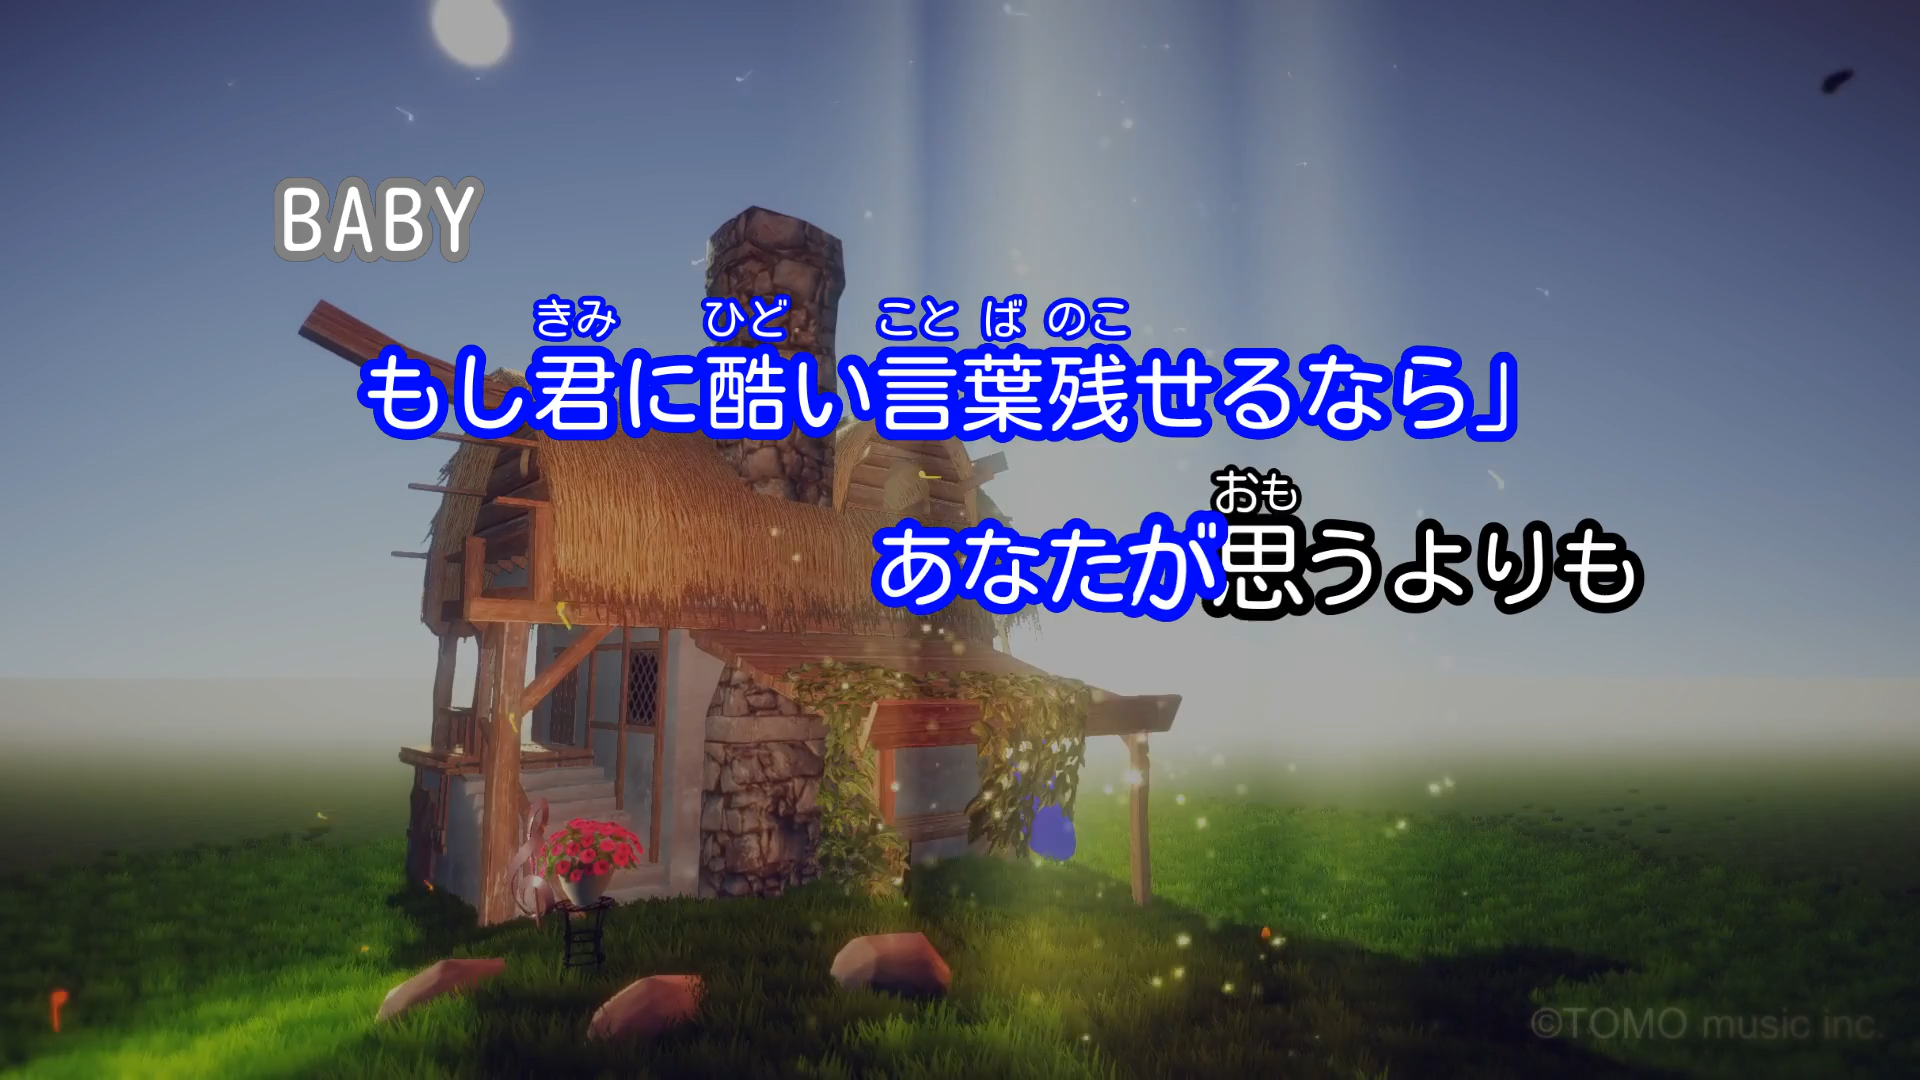 BABY
きみ ひど ことば のこ
もし君に酷い言葉残せるなら」
おも
あなたが思うよりも
©TOMO music inc.